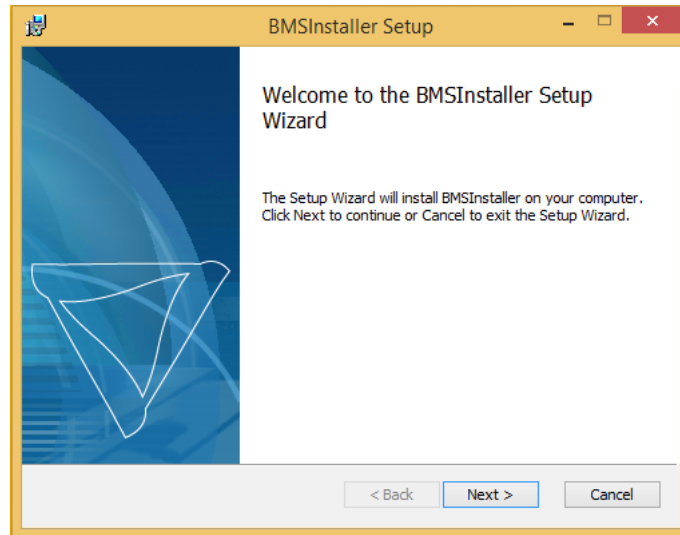 BMSInstaller Setup
Welcome to the BMSInstaller Setup
Wizard
The Setup Wizard will install BMSInstaller on your computer.
Click Next to continue or Cancel to exit the Setup Wizard.
< Back Next > Cancel